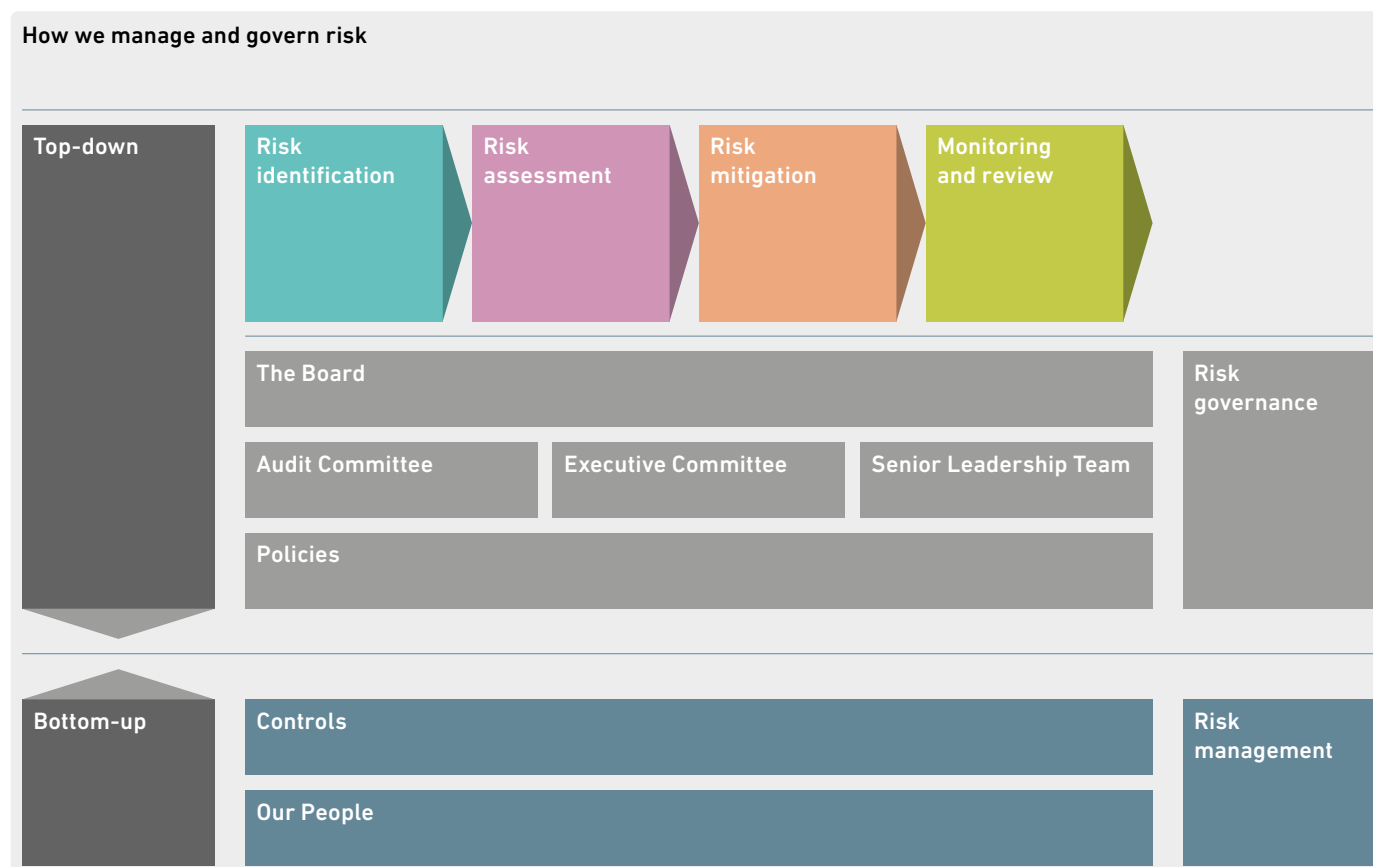 How we manage and govern risk
Top-down
Risk
identification
Risk
assessment
Risk
mitigation
Monitoring
and review
The Board
Risk
governance
Audit Committee
Executive Committee
Senior Leadership Team
Policies
Bottom-up
Controls
Risk
management
Our People